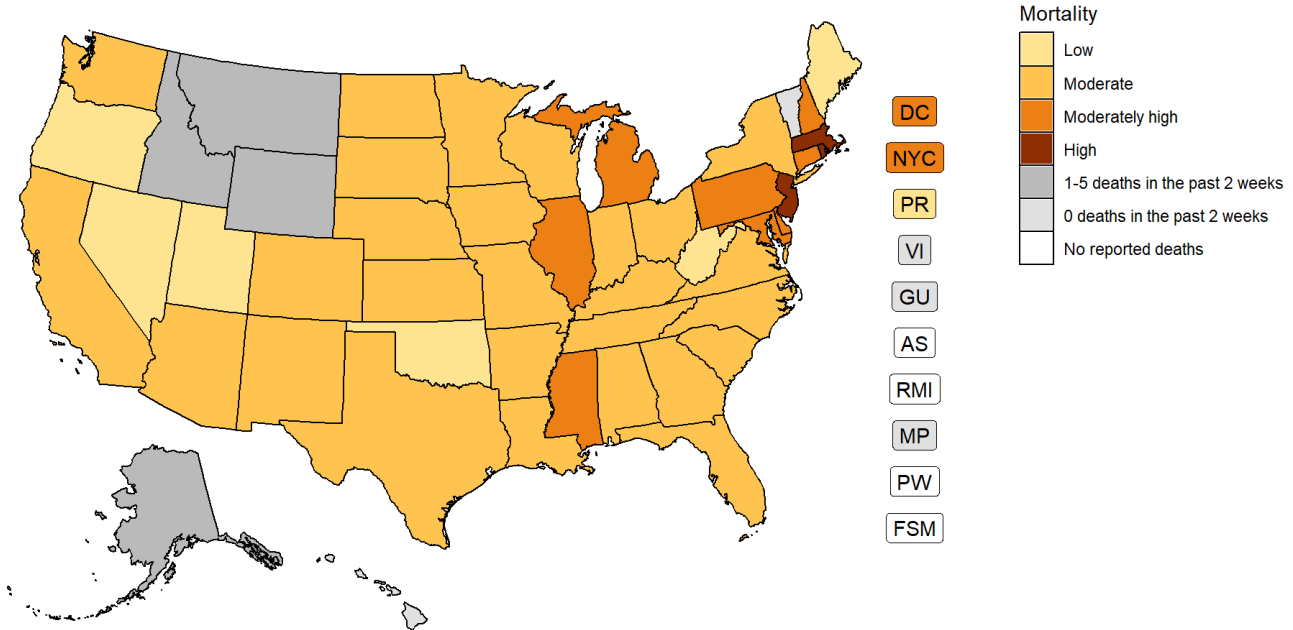 Mortality
Low
Moderate
Moderately high
High
1-5 deaths in the past 2 weeks
0 deaths in the past 2 weeks
No reported deaths
DC
NYC
PR
VI
GU
AS
RMI
MP
PW
FSM